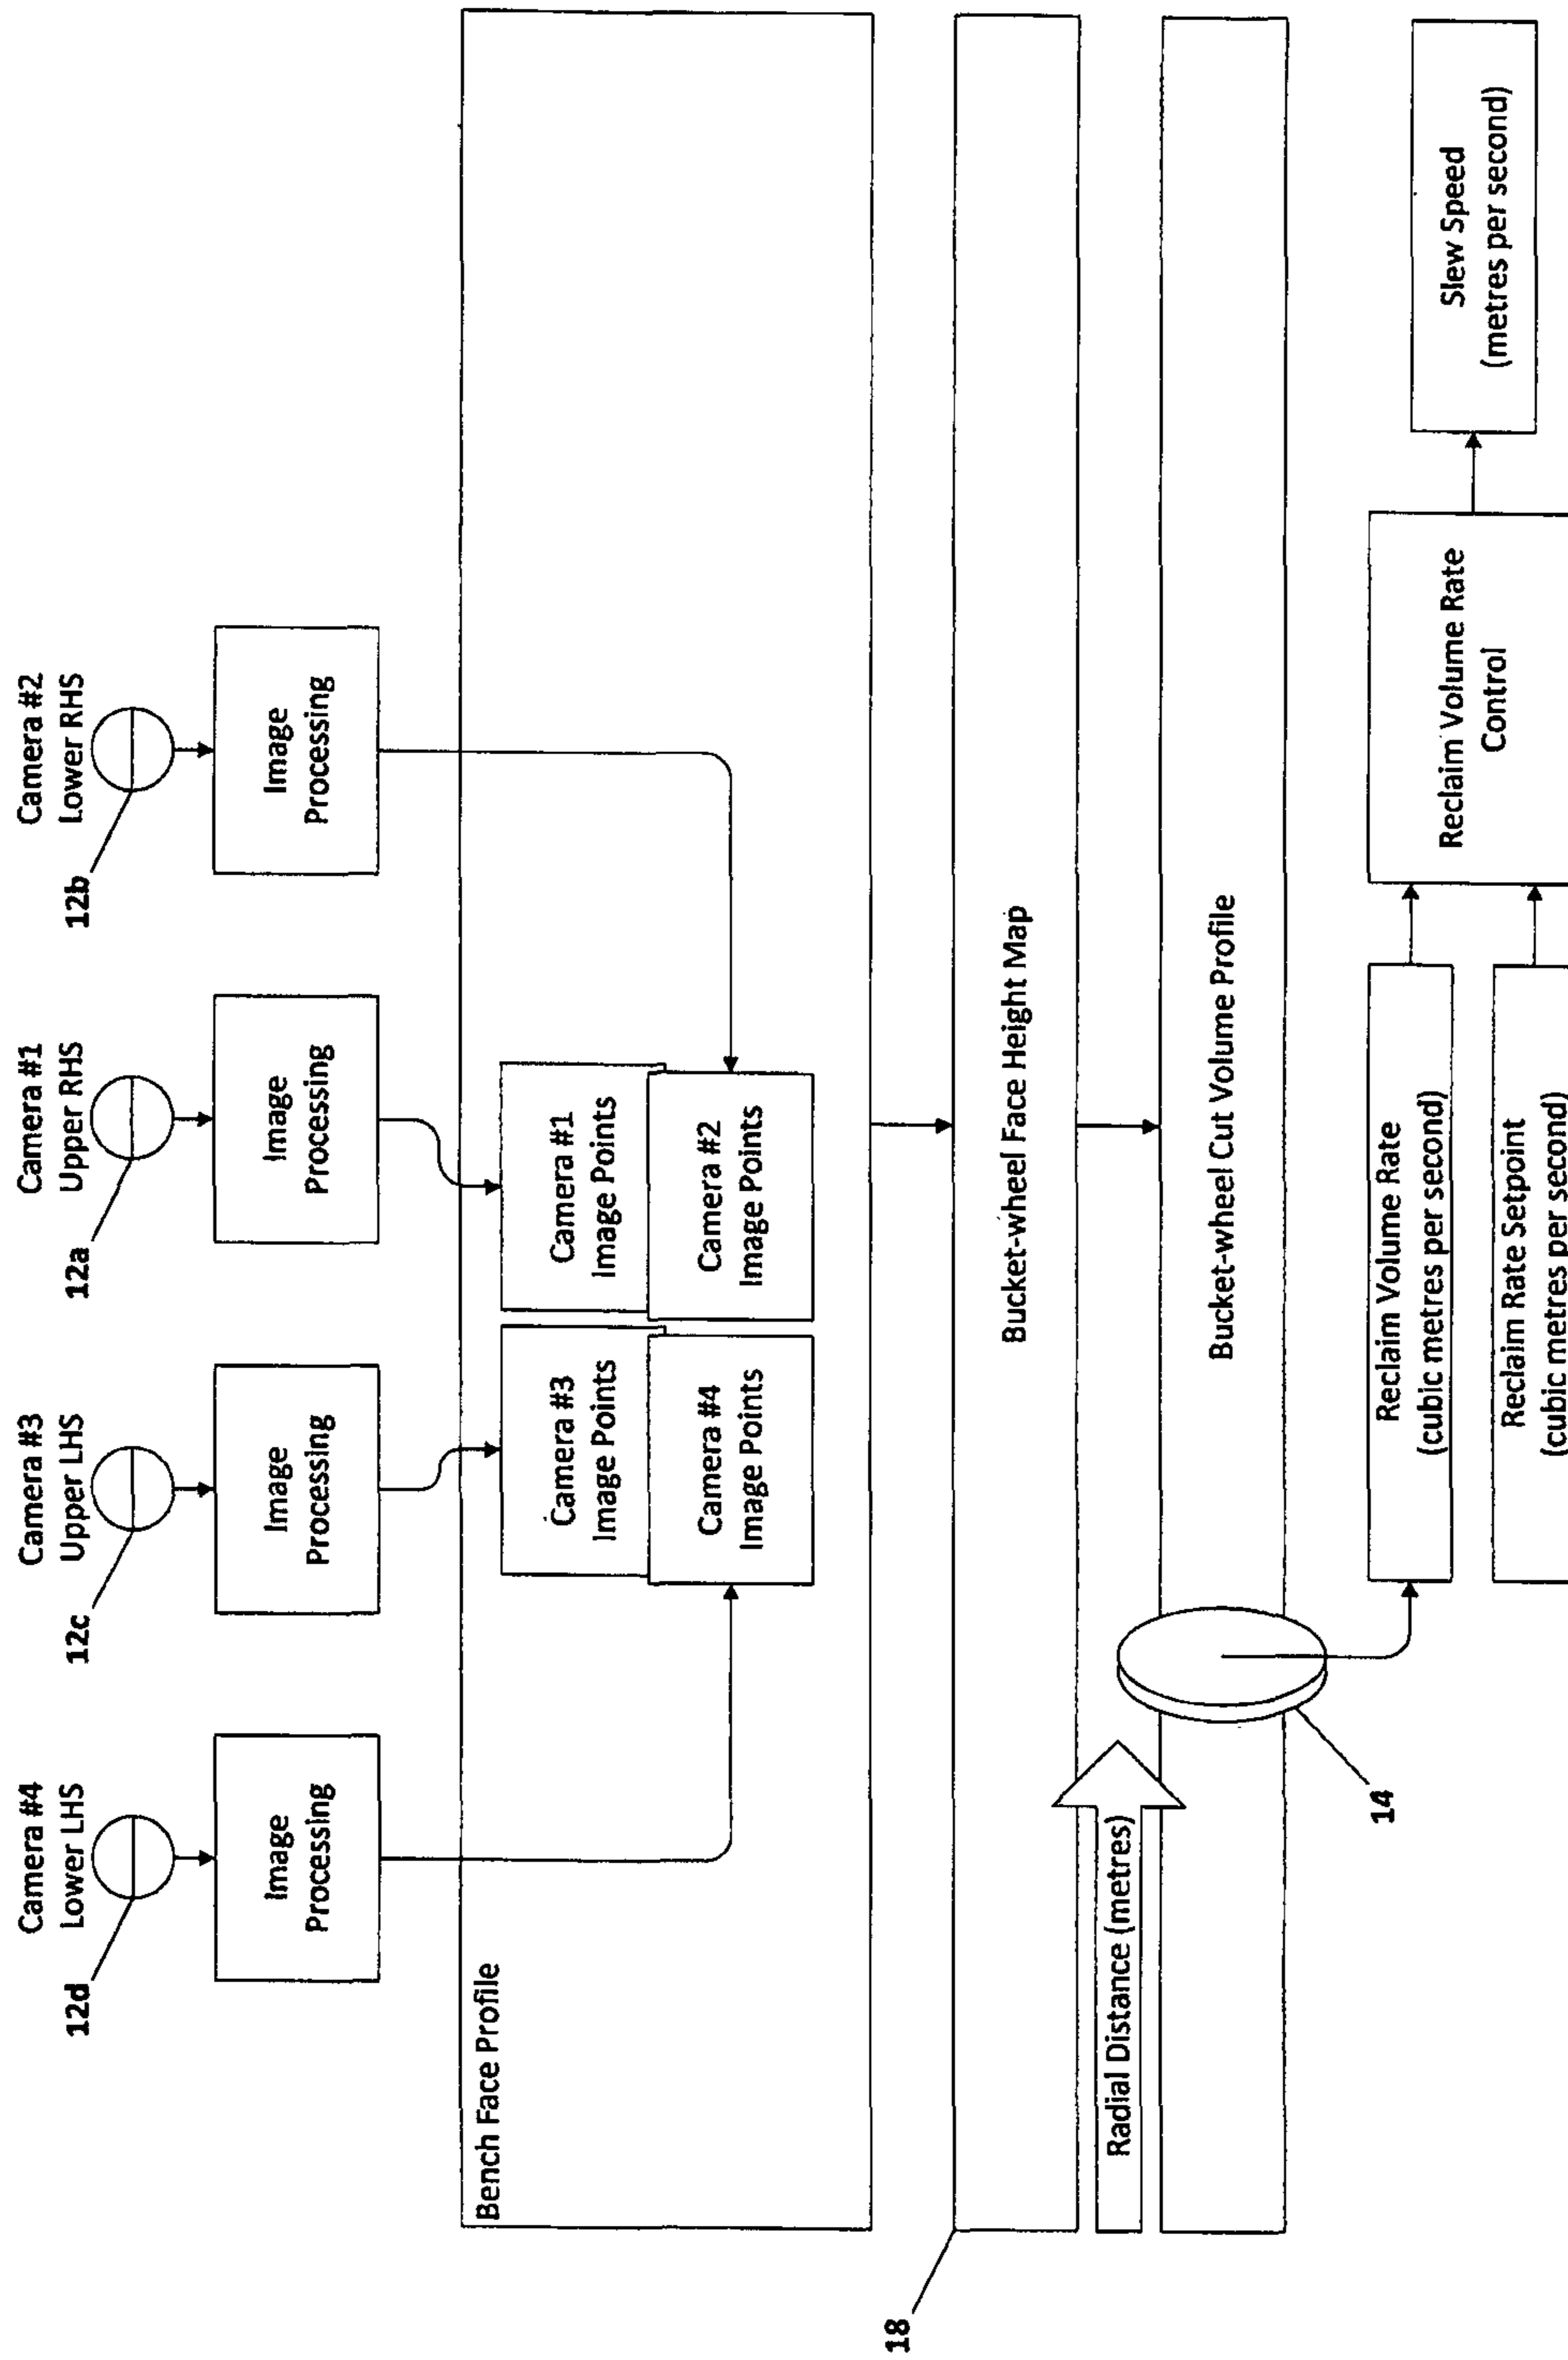 Camera #4
Lower LHS
12d
Camera #3
Upper LHS
12c
Camera #1
Upper RHS
12a
Camera #2
Lower RHS
12b
Image
Processing
Image
Processing
Image
Processing
Image
Processing
Bench Face Profile
Camera #3
Image Points
Camera #1
Image Points
Camera #4
Image Points
Camera #2
Image Points
18
Bucket-wheel Face Height Map
Radial Distance (metres)
Bucket-wheel Cut Volume Profile
14
Reclaim Volume Rate
(cubic metres per second)
Reclaim Rate Setpoint
(cubic metres per second)
Reclaim Volume Rate
Control
Slew Speed
(metres per second)